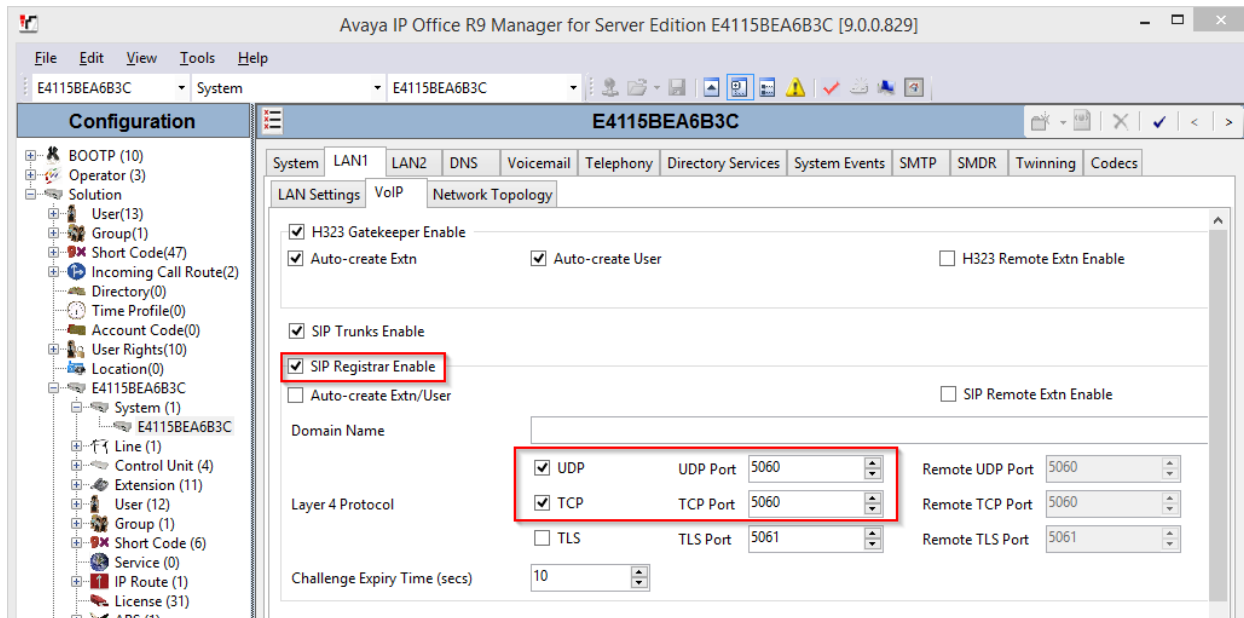 Avaya IP Office R9 Manager for Server Edition E4115BEA6B3C [9.0.0.829]
File Edit View Tools Help
E4115BEA6B3C System E4115BEA6B3C
Configuration
E4115BEA6B3C
BOOTP (10)
Operator (3)
Solution
User(13)
Group(1)
Short Code(47)
Incoming Call Route(2)
Directory(0)
Time Profile(0)
Account Code(0)
User Rights(10)
Location(0)
E4115BEA6B3C
System (1)
E4115BEA6B3C
Line (1)
Control Unit (4)
Extension (11)
User (12)
Group (1)
Short Code (6)
Service (0)
IP Route (1)
License (31)
System LAN1 LAN2 DNS Voicemail Telephony Directory Services System Events SMTP SMDR Twinning Codecs
LAN Settings VoIP Network Topology
H323 Gatekeeper Enable
Auto-create Extn Auto-create User H323 Remote Extn Enable
SIP Trunks Enable
SIP Registrar Enable
Auto-create Extn/User SIP Remote Extn Enable
Domain Name
UDP UDP Port 5060 Remote UDP Port 5060
Layer 4 Protocol TCP TCP Port 5060 Remote TCP Port 5060
TLS TLS Port 5061 Remote TLS Port 5061
Challenge Expiry Time (secs) 10